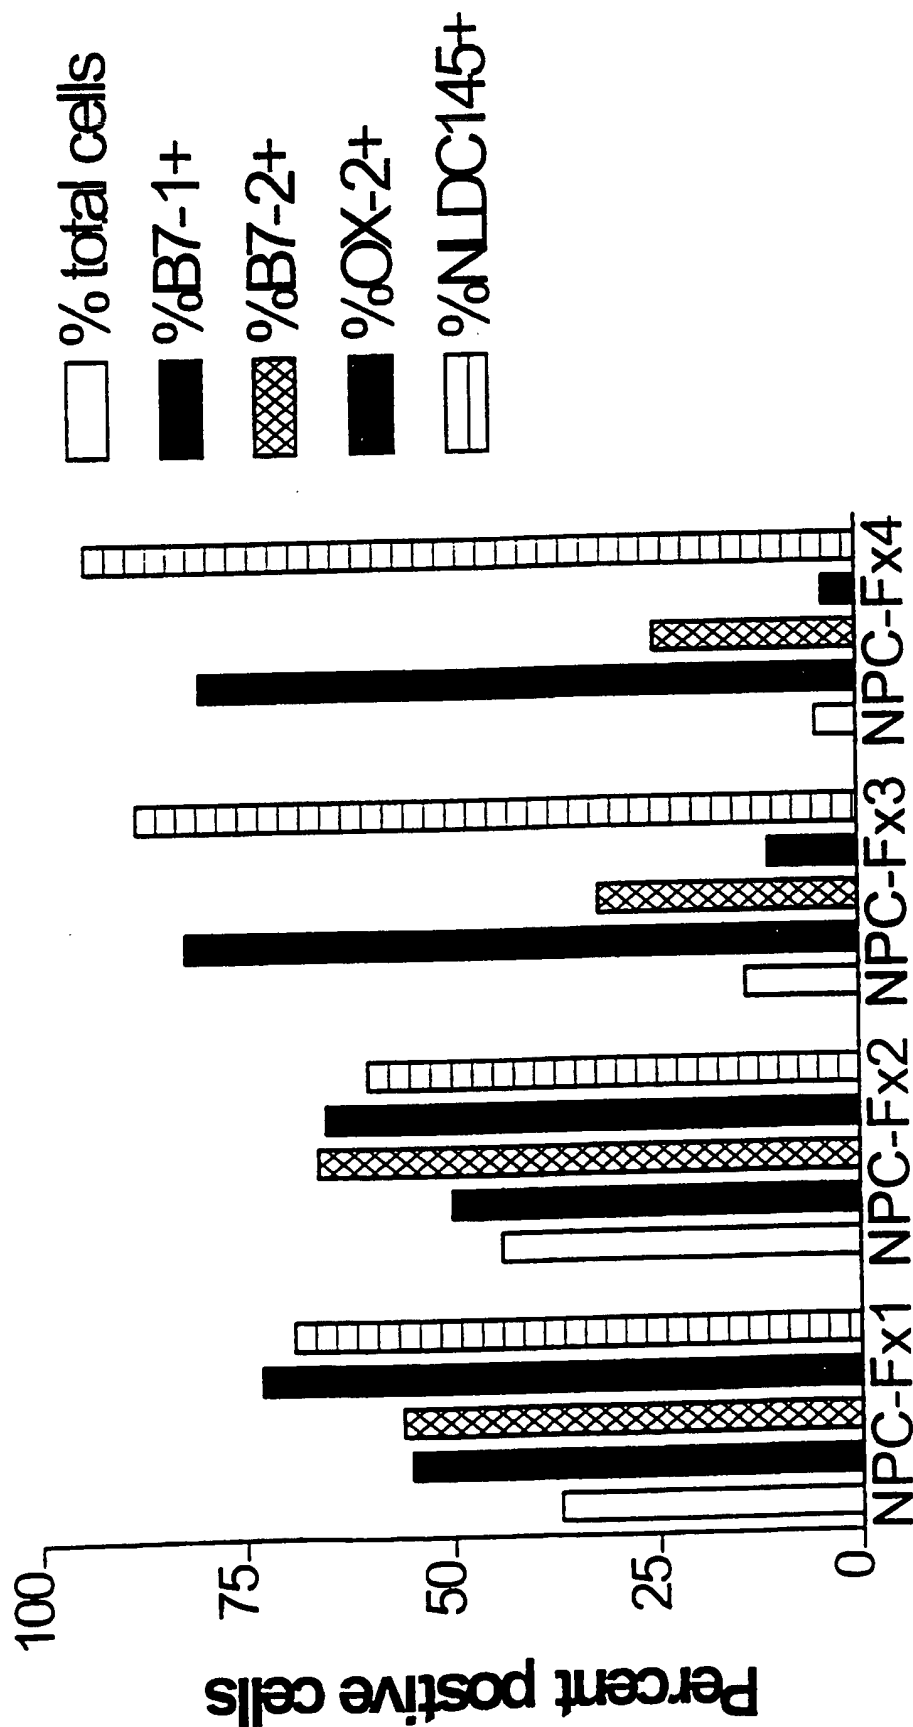 Percent positive cells
100
75
50
25
0
NPC-Fx1
NPC-Fx2
NPC-Fx3
NPC-Fx4
% total cells
%B7-1+
%B7-2+
%OX-2+
%NLDC145+